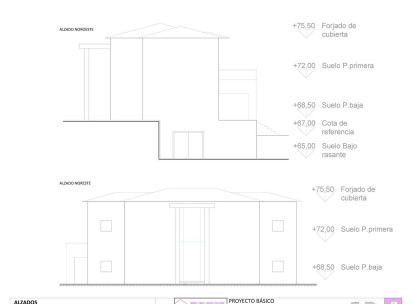 ALZADO NOROESTE
+75,50 Forjado de
cubierta
+72,00 Suelo P.primera
+68,50 Suelo P.baja
+67,00 Cota de
referencia
+65,00 Suelo Bajo
rasante
ALZADO NORESTE
+75,50 Forjado de
cubierta
+72,00 Suelo P.primera
+68,50 Suelo P.baja
ALZADOS
PROYECTO BÁSICO